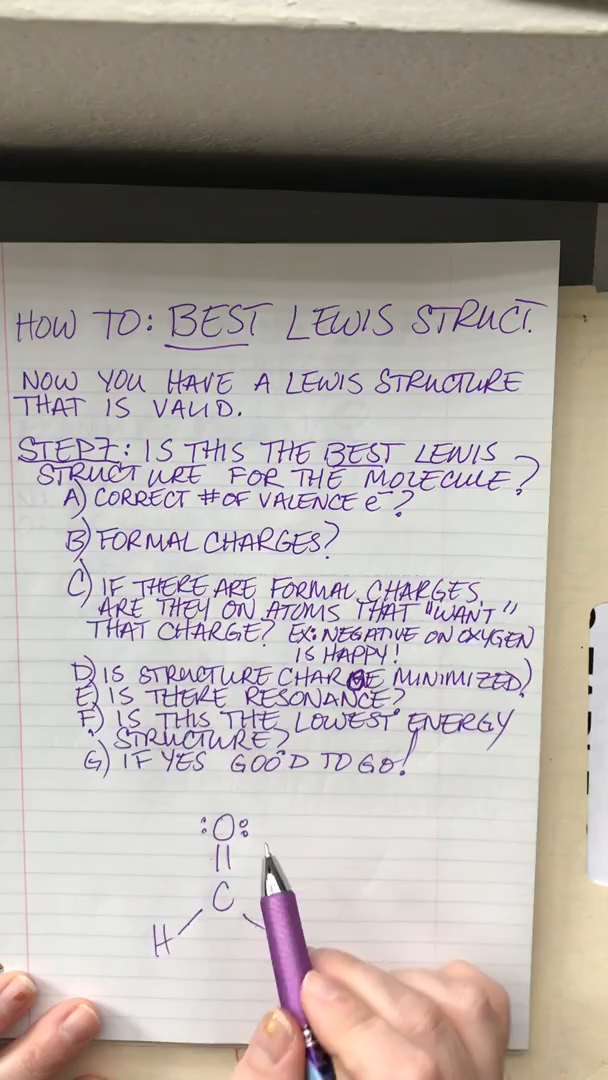 HOW TO: BEST LEWIS STRUCT.
NOW YOU HAVE A LEWIS STRUCTURE
THAT IS VALID.
STEP 7: IS THIS THE BEST LEWIS
STRUCTURE FOR THE MOLECULE?
A) CORRECT # OF VALENCE e⁻?
B) FORMAL CHARGES?
C) IF THERE ARE FORMAL CHARGES,
ARE THEY ON ATOMS THAT "WANT"
THAT CHARGE? EX: NEGATIVE ON OXYGEN
IS HAPPY!
D) IS STRUCTURE CHARGE MINIMIZED?
E) IS THERE RESONANCE?
F) IS THIS THE LOWEST ENERGY
STRUCTURE?
G) IF YES GOOD TO GO!
:O:
||
C
H